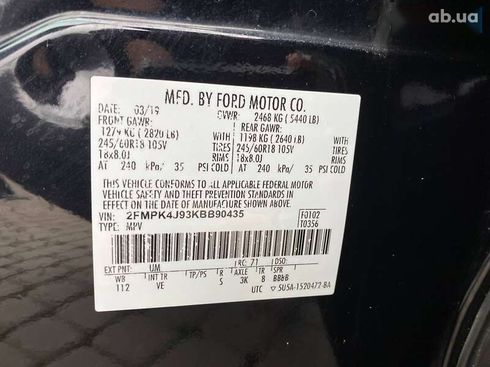 ab.ua
MFD. BY FORD MOTOR CO.
DATE: 03/19 GVWR: 2468 KG (5440 LB)
FRONT GAWR: REAR GAWR:
1279 KG (2820 LB) WITH 1198 KG (2640 LB) WITH
245/60R18 105V TIRES 245/60R18 105V TIRES
18x8.0J RIMS 18x8.0J RIMS
AT 240 kPa/ 35 PSI COLD AT 240 kPa/ 35 PSI COLD
THIS VEHICLE CONFORMS TO ALL APPLICABLE FEDERAL MOTOR
VEHICLE SAFETY AND THEFT PREVENTION STANDARDS IN
EFFECT ON THE DATE OF MANUFACTURE SHOWN ABOVE.
VIN: 2FMPK4J93KBB90435 F0102
TYPE: MPV T0356
EXT PNT: UM RC: 71 DSO:
WB INT TR TP/PS R AXLE TR SPR
112 VE S 3K 8 BBBB
UTC 5U5A-1520472-BA